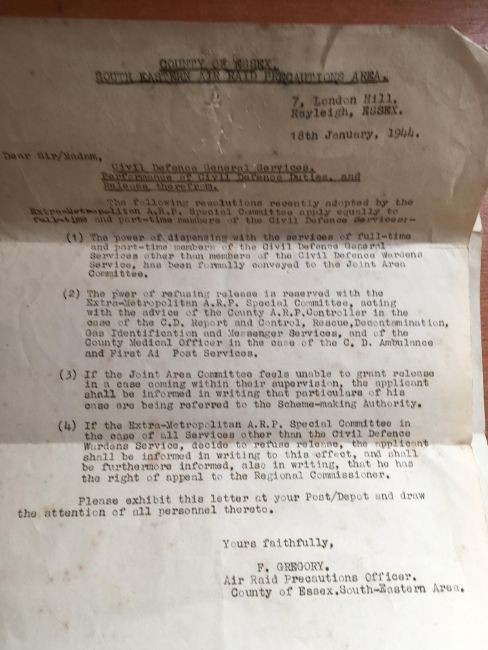 COUNTY OF ESSEX.
SOUTH EASTERN AIR RAID PRECAUTIONS AREA.
7, London Hill,
Rayleigh, ESSEX.
18th January, 1944.
Dear Sir/Madam,
Civil Defence General Services.
Performance of Civil Defence Duties, and
Release therefrom.
The following resolutions recently adopted by the
Extra-Metropolitan A.R.P. Special Committee apply equally to
full-time and part-time members of the Civil Defence Services:-
(1) The power of dispensing with the services of full-time
and part-time members of the Civil Defence General
Services other than members of the Civil Defence Wardens
Service, has been formally conveyed to the Joint Area
Committee.
(2) The pwer of refusing release is reserved with the
Extra-Metropolitan A.R.P. Special Committee, acting
with the advice of the County A.R.P.Controller in the
case of the C.D. Report and Control, Rescue,Decontamination,
Gas Identification and Messenger Services, and of the
County Medical Officer in the case of the C. D. Ambulance
and First Ai Post Services.
(3) If the Joint Area Committee feels unable to grant release
in a case coming within their supervision, the applicant
shall be informed in writing that particulars of his
case are being referred to the Scheme-making Authority.
(4) If the Extra-Metropolitan A.R.P. Special Committee in
the case of all Services other than the Civil Defence
Wardens Service, decide to refuse release, the applicant
shall be informed in writing to this effect, and shall
be furthermore informed, also in writing, that he has
the right of appeal to the Regional Commissioner.
Please exhibit this letter at your Post/Depot and draw
the attention of all personnel thereto.
Yours faithfully,
F. GREGORY.
Air Raid Precautions Officer.
County of Essex.South-Eastern Area.